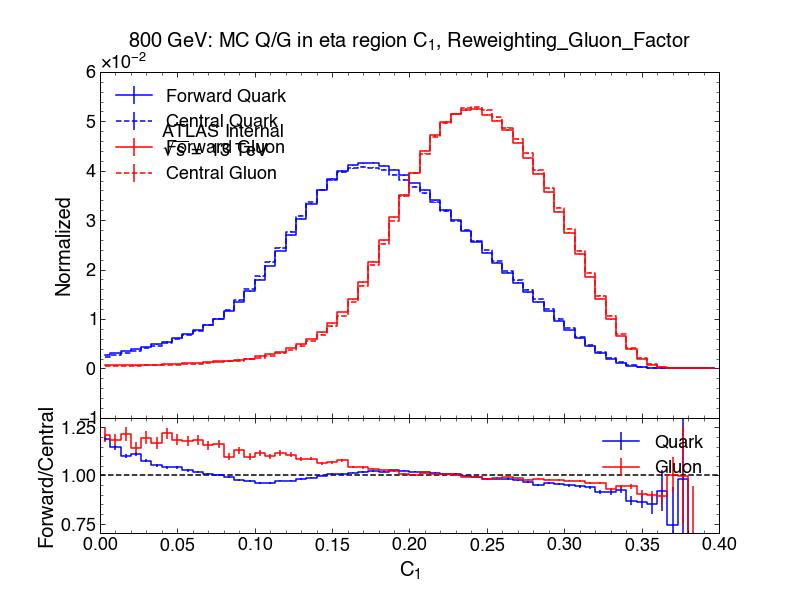 800 GeV: MC Q/G in eta region C₁, Reweighting_Gluon_Factor
×10⁻²
6
5
4
3
2
1
0
−1
Normalized
Forward Quark
Central Quark
ATLAS Internal
Forward Gluon
√s = 13 TeV
Central Gluon
1.25
1.00
0.75
Forward/Central
Quark
Gluon
0.00 0.05 0.10 0.15 0.20 0.25 0.30 0.35 0.40
C₁